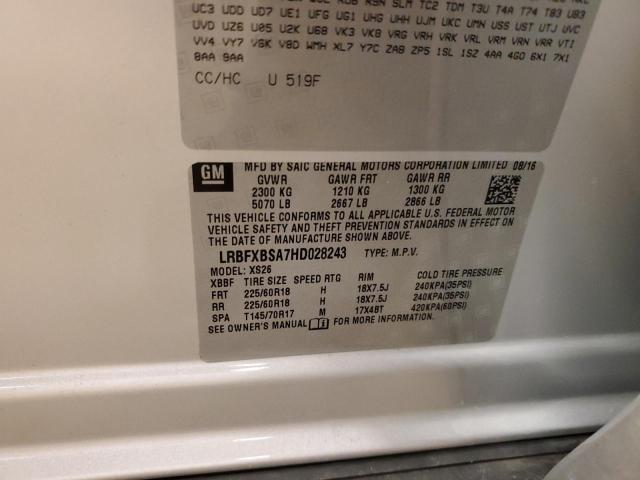 UC3 UDD UD7 UE1 UFG UG1 UHG UHH UJM UKC UMN USS UST UTJ UVC
UVD UZ6 U05 U2K U68 VK3 VK8 VRG VRH VRK VRL VRM VRN VRR VTI
VV4 VY7 V8D WMH XL7 Y7C ZAB ZP5 1SL 1SZ 4AA 4GO 6X1 7X1
8AA 9AA
CC/HC U 519F
GM
MFD BY SAIC GENERAL MOTORS CORPORATION LIMITED 08/16
GVWR GAWR FRT GAWR RR
2300 KG 1210 KG 1300 KG
5070 LB 2667 LB 2866 LB
THIS VEHICLE CONFORMS TO ALL APPLICABLE U.S. FEDERAL MOTOR
VEHICLE SAFETY AND THEFT PREVENTION STANDARDS IN EFFECT ON
THE DATE OF MANUFACTURE SHOWN ABOVE.
LRBFXBSA7HD028243 TYPE: M.P.V.
MODEL: XS26
XBBF TIRE SIZE SPEED RTG RIM COLD TIRE PRESSURE
FRT 225/60R18 H 18X7.5J 240KPA(35PSI)
RR 225/60R18 H 18X7.5J 240KPA(35PSI)
SPA T145/70R17 M 17X4BT 420KPA(60PSI)
SEE OWNER'S MANUAL FOR MORE INFORMATION.